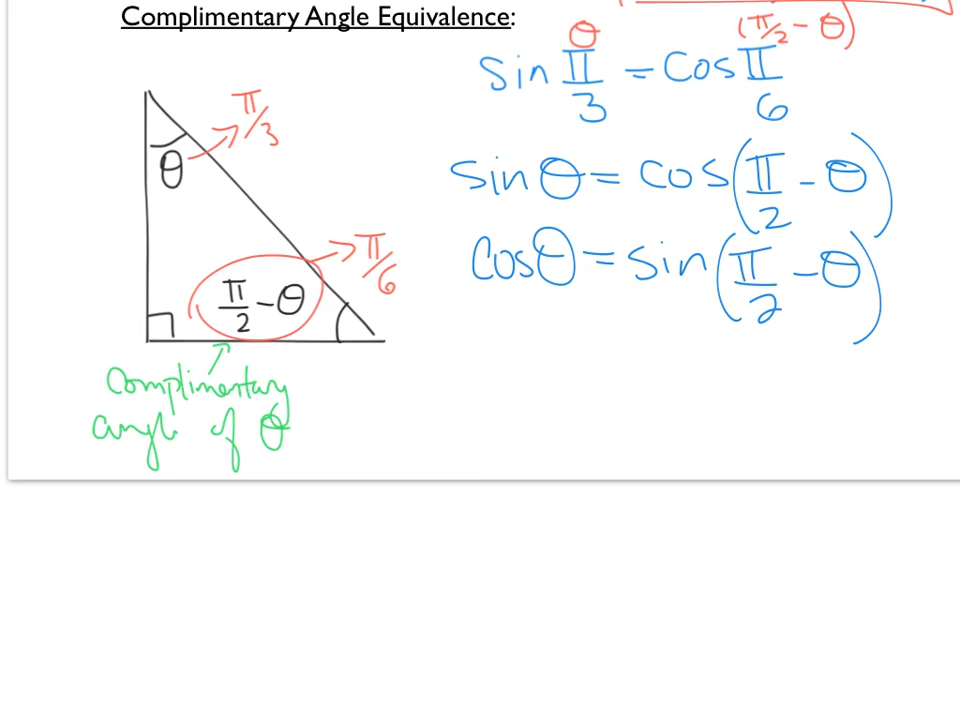 Complimentary Angle Equivalence:
θ (π/2 - θ)
sin π/3 = cos π/6
π/3
θ
sin θ = cos(π/2 - θ)
cos θ = sin(π/2 - θ)
π/6
π/2 - θ
Complimentary
angle of θ